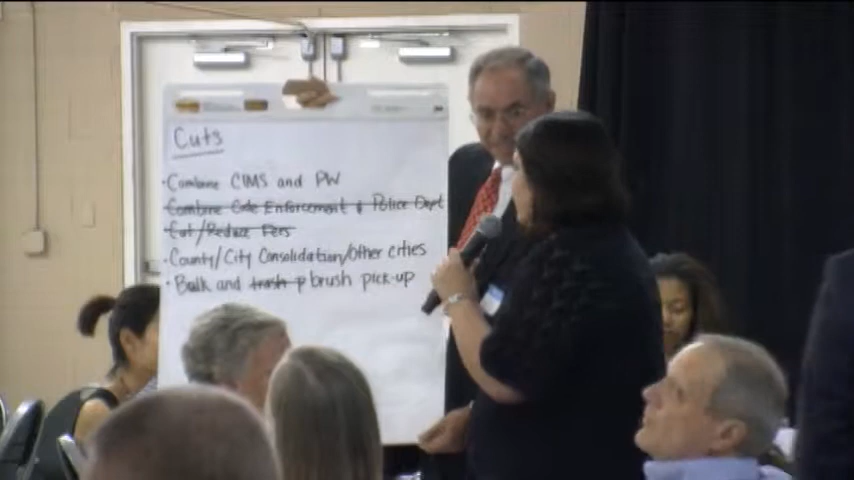 Cuts
· Combine CIMS and PW
Combine Code Enforcement & Police Dept
Cut/Reduce Fees
· County/City Consolidation/Other cities
· Bulk and trash p brush pick-up